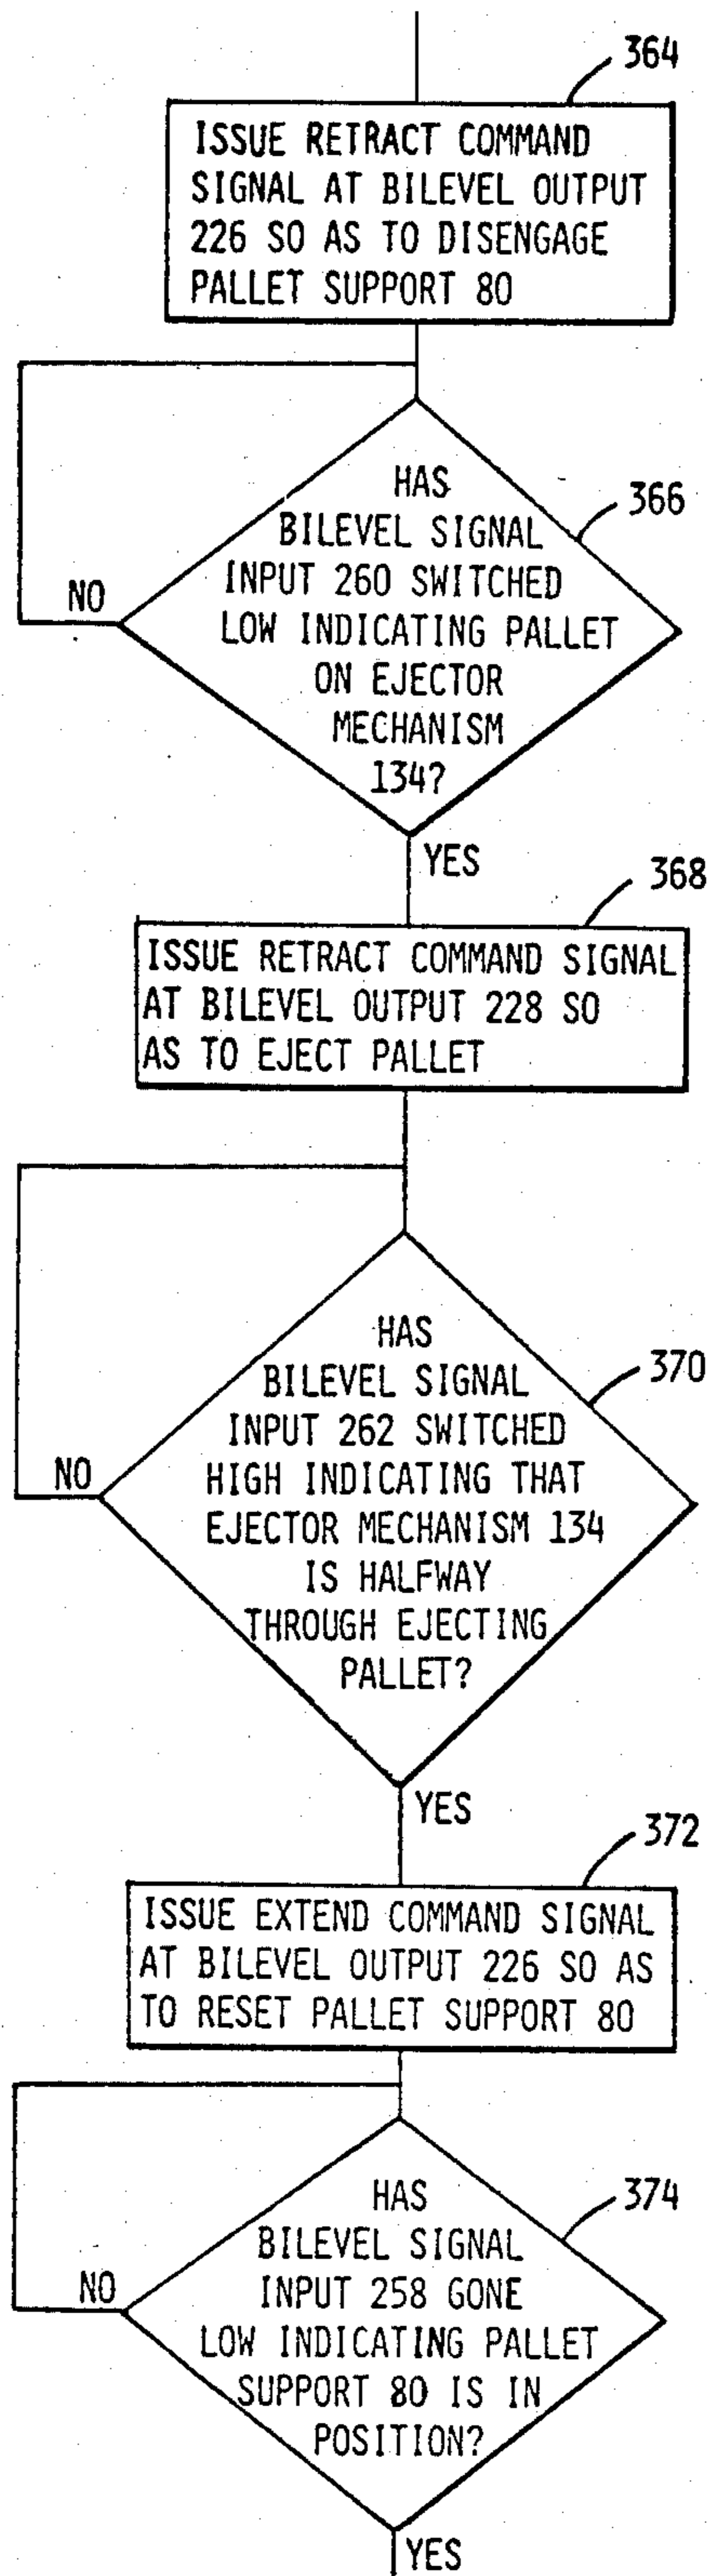 364
ISSUE RETRACT COMMAND
SIGNAL AT BILEVEL OUTPUT
226 SO AS TO DISENGAGE
PALLET SUPPORT 80
366
HAS
BILEVEL SIGNAL
INPUT 260 SWITCHED
LOW INDICATING PALLET
ON EJECTOR
MECHANISM
134?
NO
YES
368
ISSUE RETRACT COMMAND SIGNAL
AT BILEVEL OUTPUT 228 SO
AS TO EJECT PALLET
370
HAS
BILEVEL SIGNAL
INPUT 262 SWITCHED
HIGH INDICATING THAT
EJECTOR MECHANISM 134
IS HALFWAY
THROUGH EJECTING
PALLET?
NO
YES
372
ISSUE EXTEND COMMAND SIGNAL
AT BILEVEL OUTPUT 226 SO AS
TO RESET PALLET SUPPORT 80
374
HAS
BILEVEL SIGNAL
INPUT 258 GONE
LOW INDICATING PALLET
SUPPORT 80 IS IN
POSITION?
NO
YES